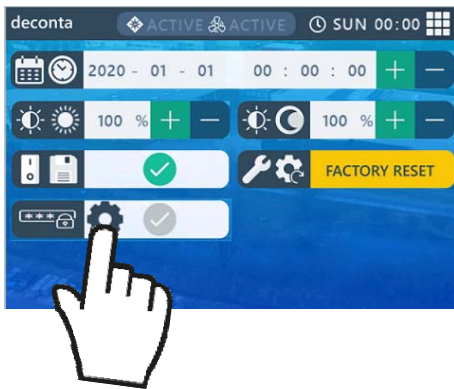 deconta ACTIVE ACTIVE SUN 00:00
2020 - 01 - 01 00 : 00 : 00 + −
100 % + − 100 % + −
FACTORY RESET
***